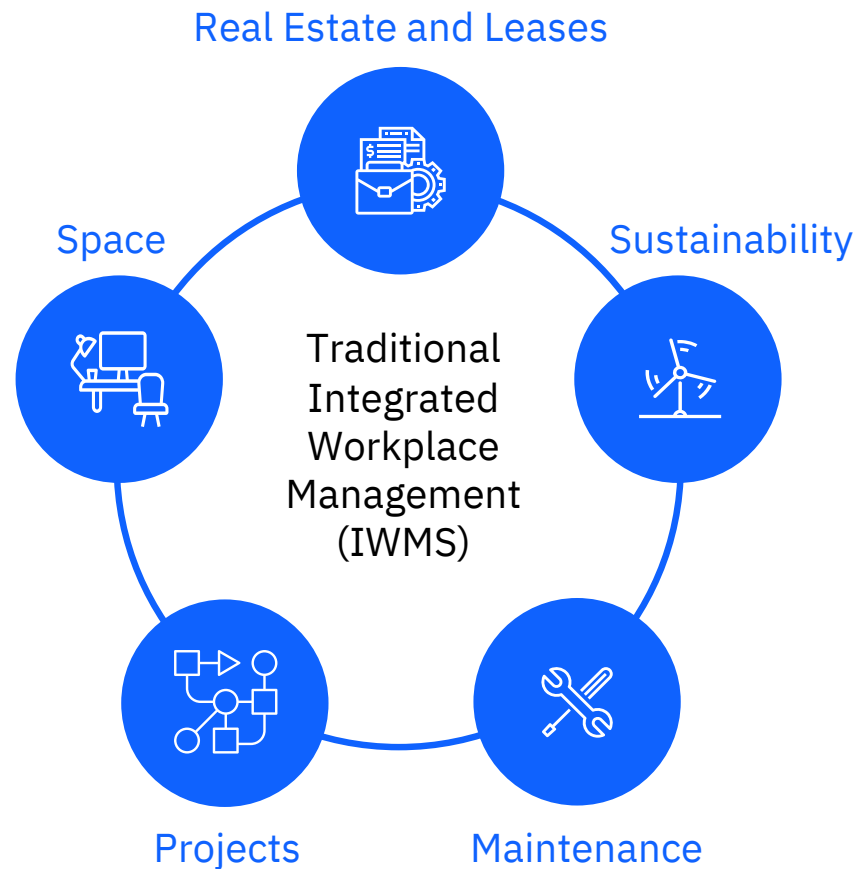 Real Estate and Leases
Space
Sustainability
$
Traditional
Integrated
Workplace
Management
(IWMS)
Projects
Maintenance